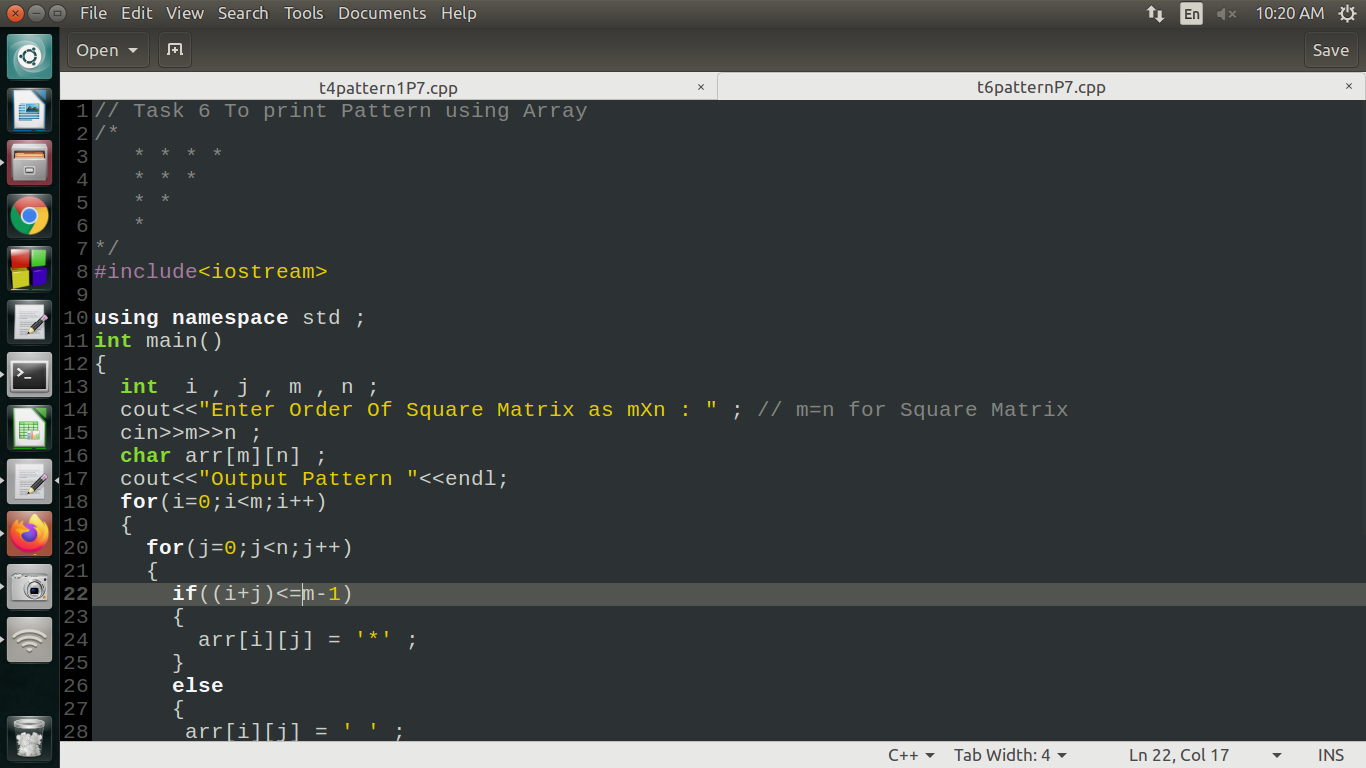 File Edit View Search Tools Documents Help En 10:20 AM
Open Save
t4pattern1P7.cpp × t6patternP7.cpp ×
1 // Task 6 To print Pattern using Array
2 /*
3    * * * *
4    * * *
5    * *
6    *
7 */
8 #include<iostream>
9
10 using namespace std ;
11 int main()
12 {
13   int  i , j , m , n ;
14   cout<<"Enter Order Of Square Matrix as mXn : " ; // m=n for Square Matrix
15   cin>>m>>n ;
16   char arr[m][n] ;
17   cout<<"Output Pattern "<<endl;
18   for(i=0;i<m;i++)
19   {
20     for(j=0;j<n;j++)
21     {
22       if((i+j)<=m-1)
23       {
24         arr[i][j] = '*' ;
25       }
26       else
27       {
28        arr[i][j] = ' ' ;
C++ Tab Width: 4 Ln 22, Col 17 INS